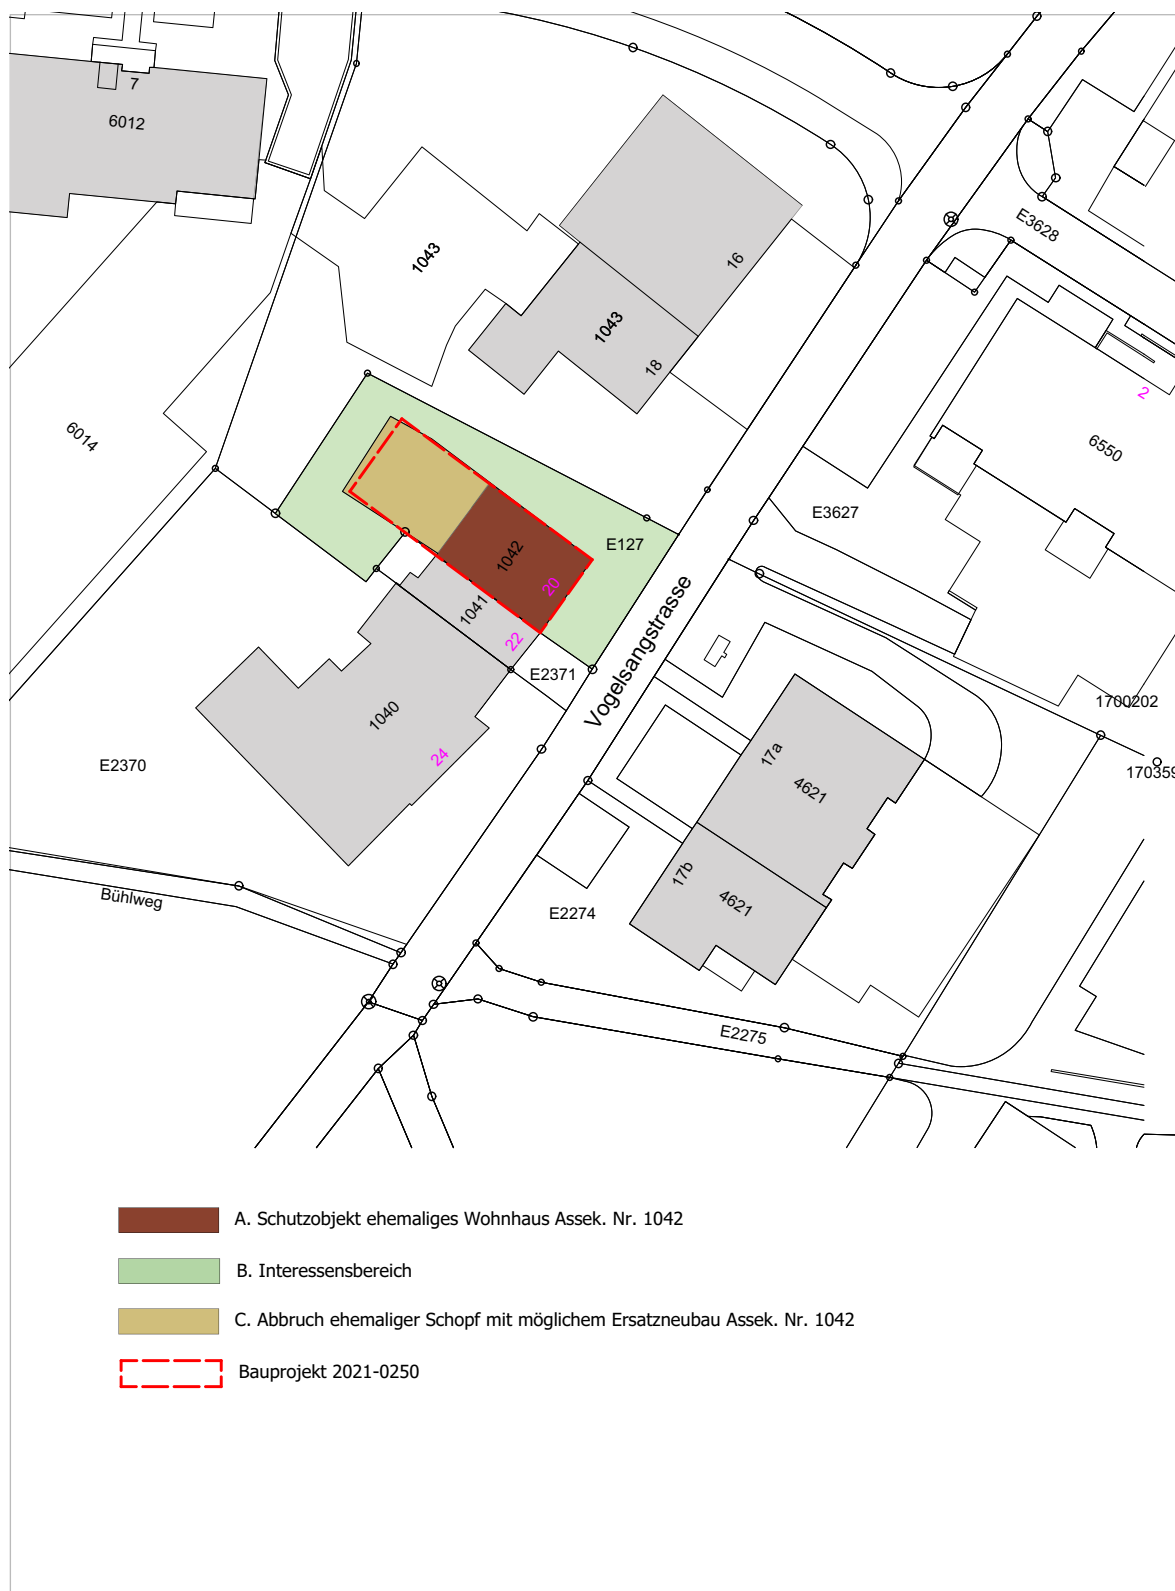 7
6012
E3628
1043
16
1043
18
2
6014
6550
E3627
E127
1042
20
1041
22
E2371
Vogelsangstrasse
1700202
1040
17a
E2370
24
170359
4621
17b
Bühlweg
4621
E2274
E2275
A. Schutzobjekt ehemaliges Wohnhaus Assek. Nr. 1042
B. Interessensbereich
C. Abbruch ehemaliger Schopf mit möglichem Ersatzneubau Assek. Nr. 1042
Bauprojekt 2021-0250